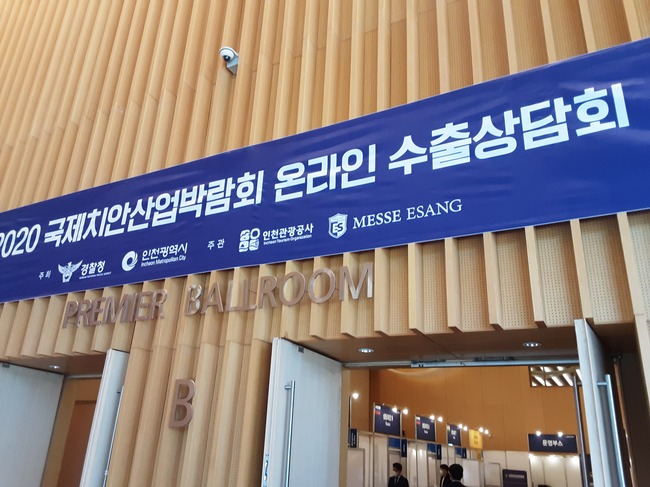 2020 국제치안산업박람회 온라인 수출상담회
주최 경찰청 인천광역시 Incheon Metropolitan City 주관 인천관광공사 Incheon Tourism Organization ES MESSE ESANG
PREMIER BALLROOM
B
운영부스